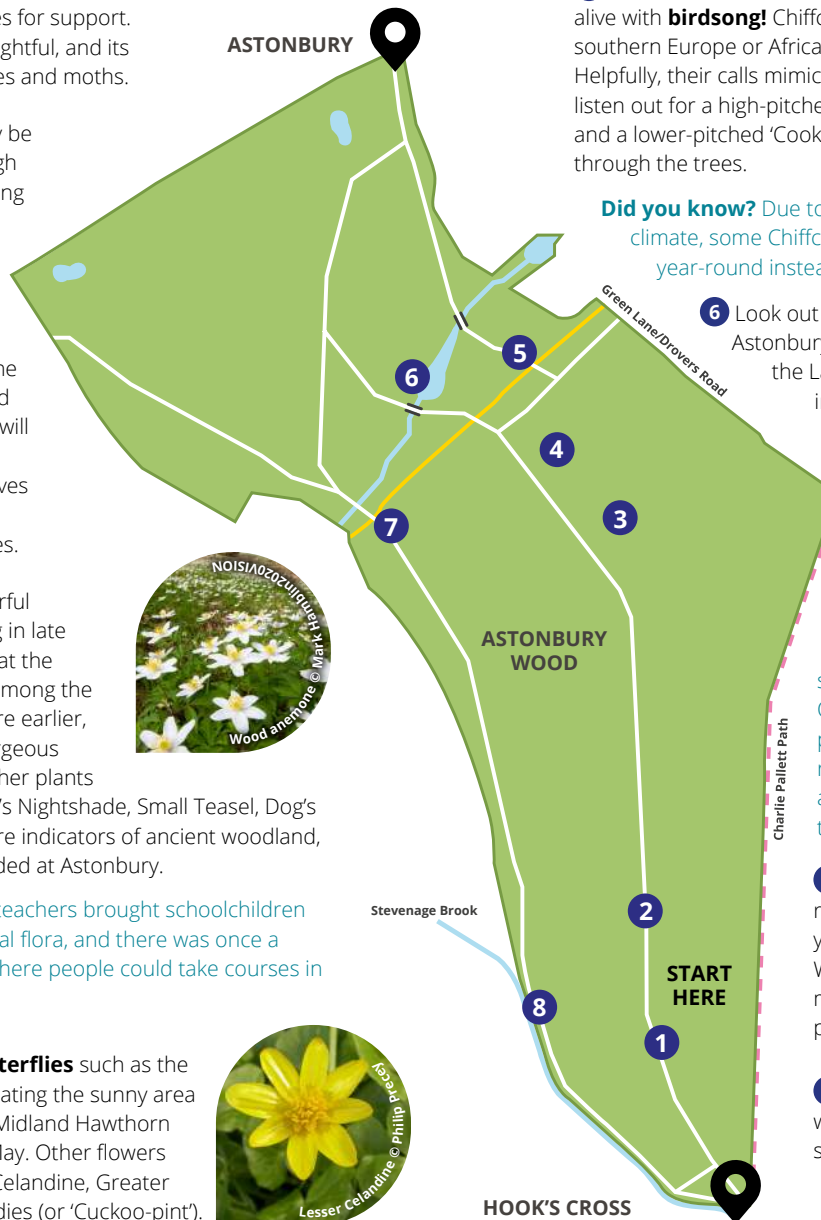 es for support.
ghtful, and its
es and moths.
y be
gh
ng
ne
d
will
ves
es.
rful
g in late
at the
mong the
re earlier,
rgeous
her plants
's Nightshade, Small Teasel, Dog's
re indicators of ancient woodland,
ded at Astonbury.
teachers brought schoolchildren
al flora, and there was once a
here people could take courses in
tterflies such as the
ating the sunny area
Midland Hawthorn
May. Other flowers
Celandine, Greater
dies (or 'Cuckoo-pint').
Wood anemone © Mark Hamblin2020VISION
Lesser Celandine © Philip Precey
ASTONBURY
Green Lane/Drovers Road
5
6
4
3
7
ASTONBURY
WOOD
Charlie Pallett Path
Stevenage Brook
2
START
HERE
8
1
HOOK'S CROSS
alive with birdsong! Chiffc
southern Europe or Africa
Helpfully, their calls mimic
listen out for a high-pitche
and a lower-pitched 'Cook
through the trees.
Did you know? Due to
climate, some Chiffc
year-round instea
6 Look out
Astonbury
the La
i
s
p
a
t
y
W
p
w
s